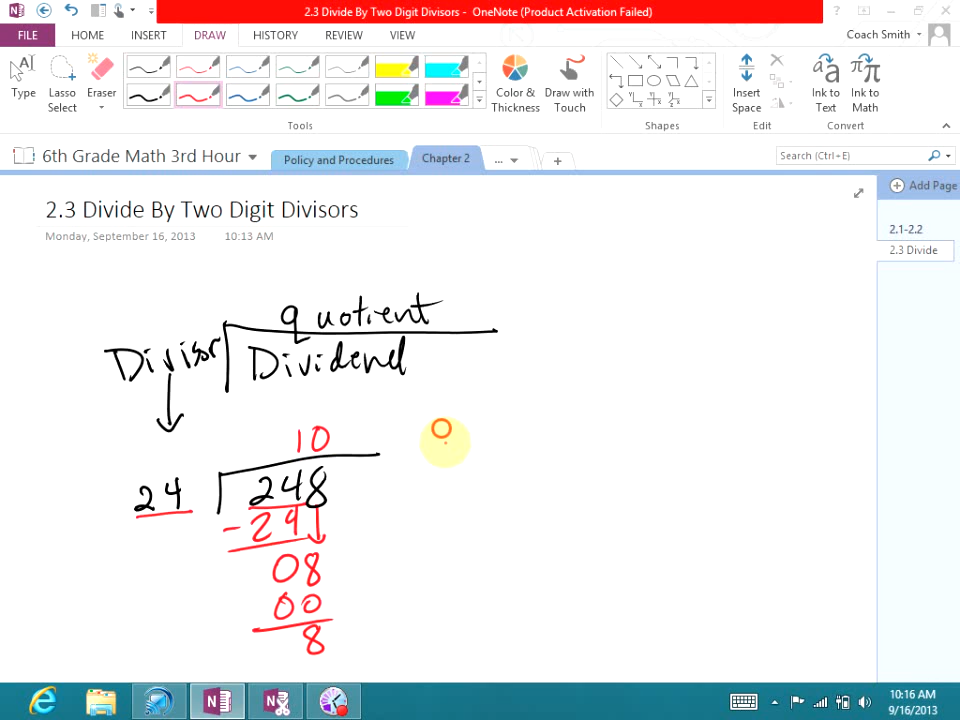 2.3 Divide By Two Digit Divisors - OneNote (Product Activation Failed)
FILE HOME INSERT DRAW HISTORY REVIEW VIEW Coach Smith
Type Lasso Select Eraser Color & Thickness Draw with Touch Insert Space Ink to Text Ink to Math
Tools Shapes Edit Convert
6th Grade Math 3rd Hour Policy and Procedures Chapter 2 ... + Search (Ctrl+E)
2.3 Divide By Two Digit Divisors Add Page
Monday, September 16, 2013 10:13 AM 2.1-2.2
2.3 Divide
quotient
Divisor Dividend
10
24 248
-24
08
00
8
10:16 AM
9/16/2013